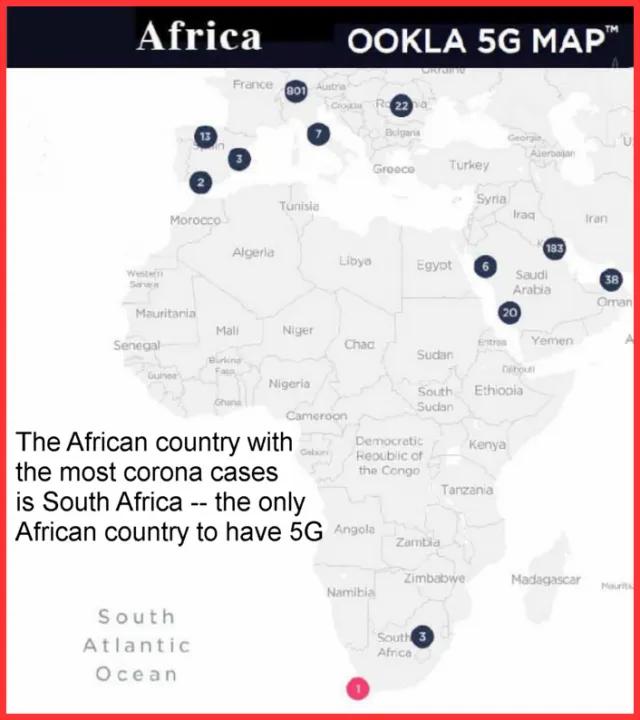 Africa OOKLA 5G MAP™
Ukraine
France 801 Austria
Croatia Romania 22
13 7 Bulgaria Georgia
Spain 3 Azerbaijan
Greece Turkey
2
Tunisia Syria
Morocco Iraq Iran
Algeria Libya Egypt 183
6 Saudi
Arabia 38
Western
Sahara
Oman
Mauritania 20
Mali Niger Chad
Senegal Eritrea Yemen
Burkina
Faso
Sudan
Guinea Djibouti
Nigeria South
Sudan
Ethiopia
Ghana
Cameroon
The African country with
the most corona cases
is South Africa -- the only
African country to have 5G
Gabon Democratic
Republic of
the Congo
Kenya
Tanzania
Angola
Zambia
Zimbabwe Madagascar
Namibia
South
Atlantic
Ocean
South
Africa
3
1